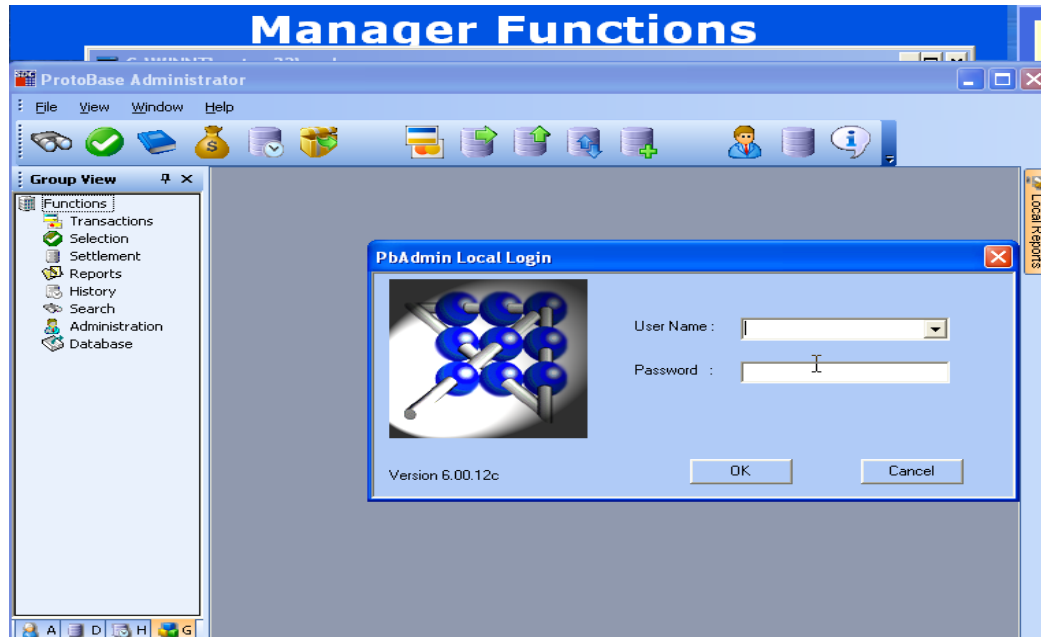 Manager Functions
ProtoBase Administrator
File View Window Help
Group View
Functions
Transactions
Selection
Settlement
Reports
History
Search
Administration
Database
Local Reports
PbAdmin Local Login
User Name :
Password :
Version 6.00.12c
OK Cancel
A D H G